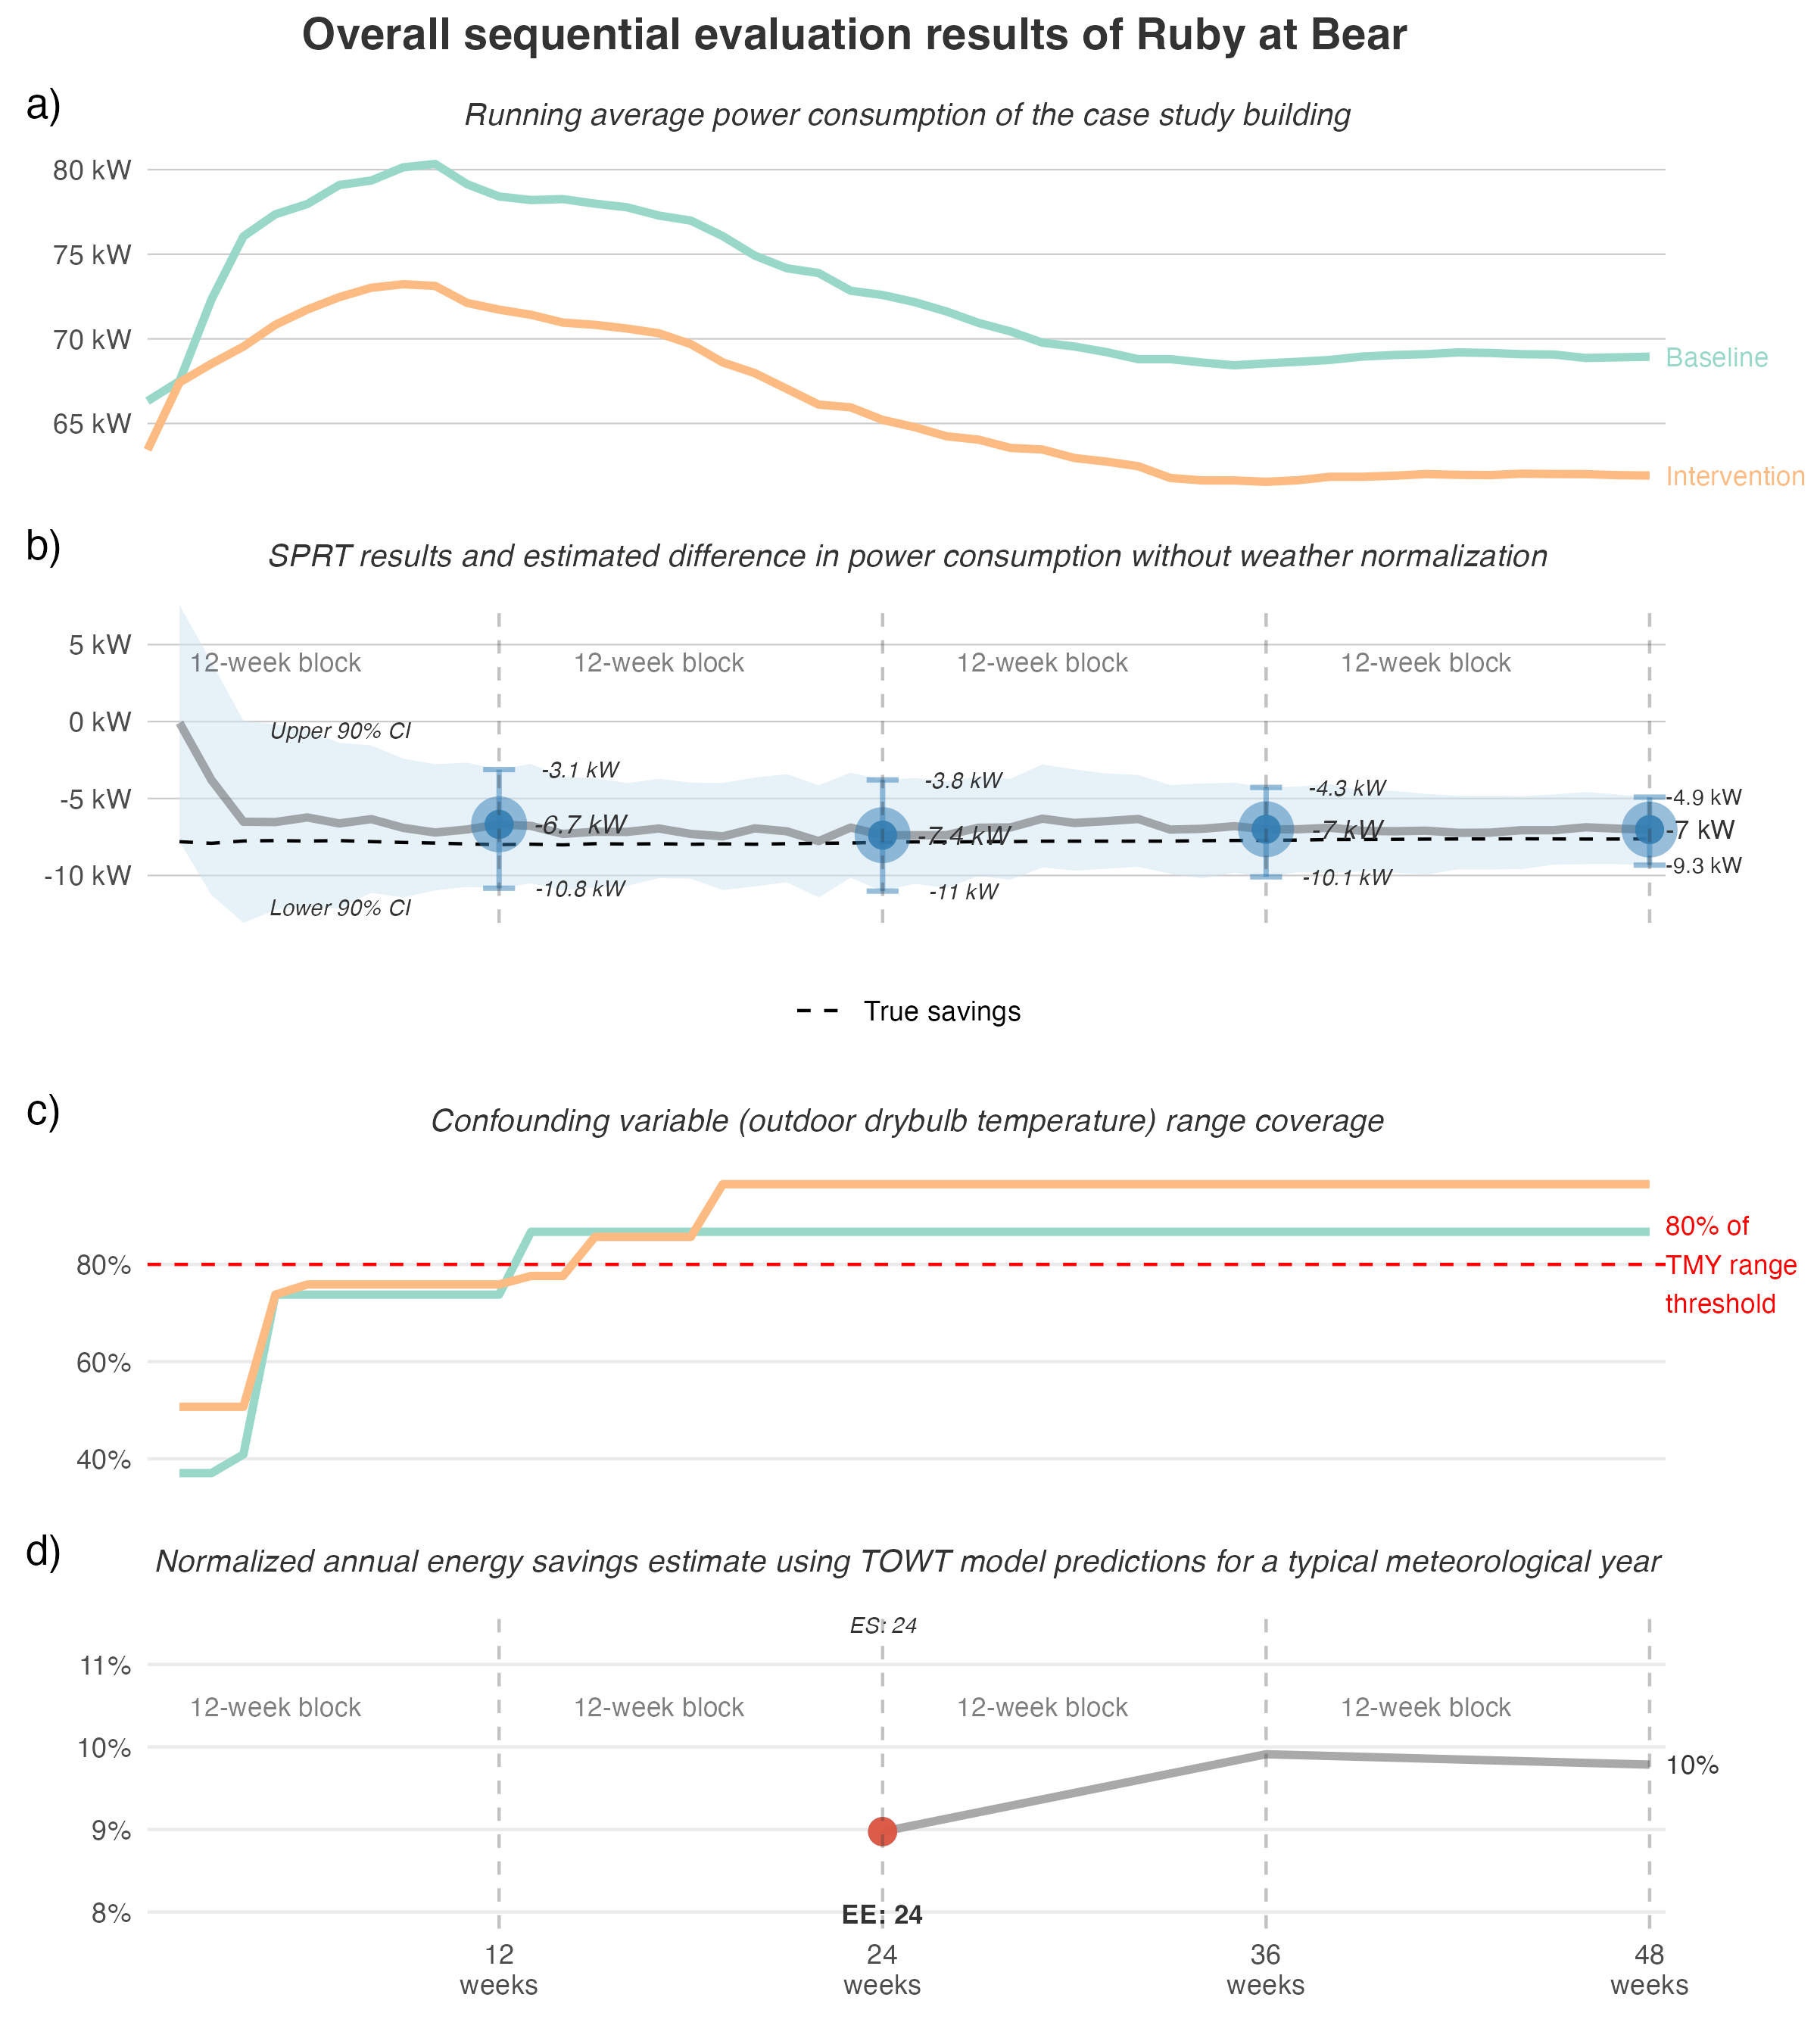 Overall sequential evaluation results of Ruby at Bear
a)
Running average power consumption of the case study building
80 kW
75 kW
70 kW
65 kW
Baseline
Intervention
b)
SPRT results and estimated difference in power consumption without weather normalization
5 kW
0 kW
-5 kW
-10 kW
12-week block
12-week block
12-week block
12-week block
Upper 90% CI
Lower 90% CI
-3.1 kW
-6.7 kW
-10.8 kW
-3.8 kW
-7.4 kW
-11 kW
-4.3 kW
-7 kW
-10.1 kW
-4.9 kW
-7 kW
-9.3 kW
True savings
c)
Confounding variable (outdoor drybulb temperature) range coverage
80%
60%
40%
80% of
TMY range
threshold
d)
Normalized annual energy savings estimate using TOWT model predictions for a typical meteorological year
ES: 24
11%
10%
9%
8%
12-week block
12-week block
12-week block
12-week block
10%
EE: 24
12
weeks
24
weeks
36
weeks
48
weeks